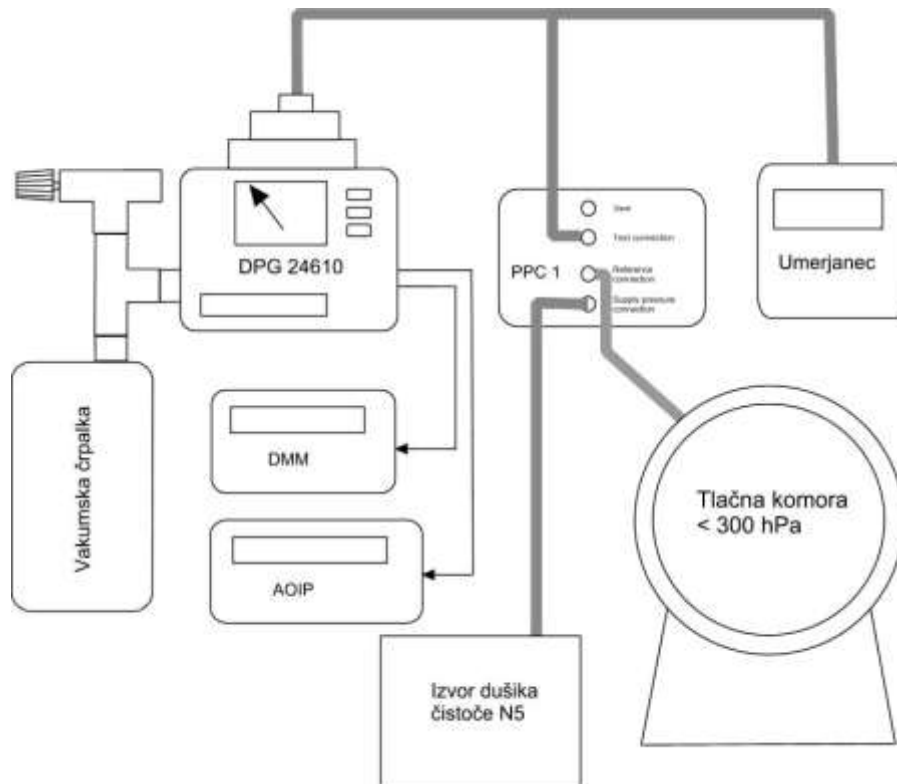 DPG 24610
Vent
Test connection
PPC 1
Reference
connection
Supply pressure
connection
Umerjanec
Vakumska črpalka
DMM
AOIP
Tlačna komora
< 300 hPa
Izvor dušika
čistoče N5